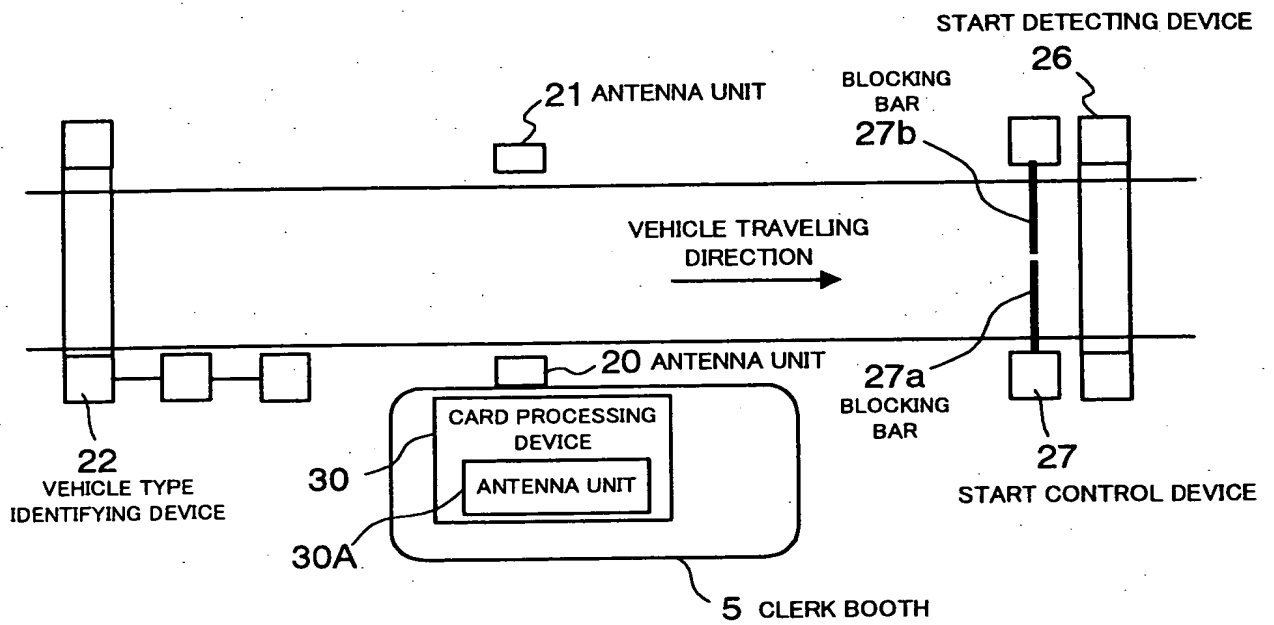 START DETECTING DEVICE
26
21 ANTENNA UNIT
BLOCKING
BAR
27b
VEHICLE TRAVELING
DIRECTION
20 ANTENNA UNIT
27a
BLOCKING
BAR
CARD PROCESSING
DEVICE
30
ANTENNA UNIT
30A
22
VEHICLE TYPE
IDENTIFYING DEVICE
27
START CONTROL DEVICE
5 CLERK BOOTH